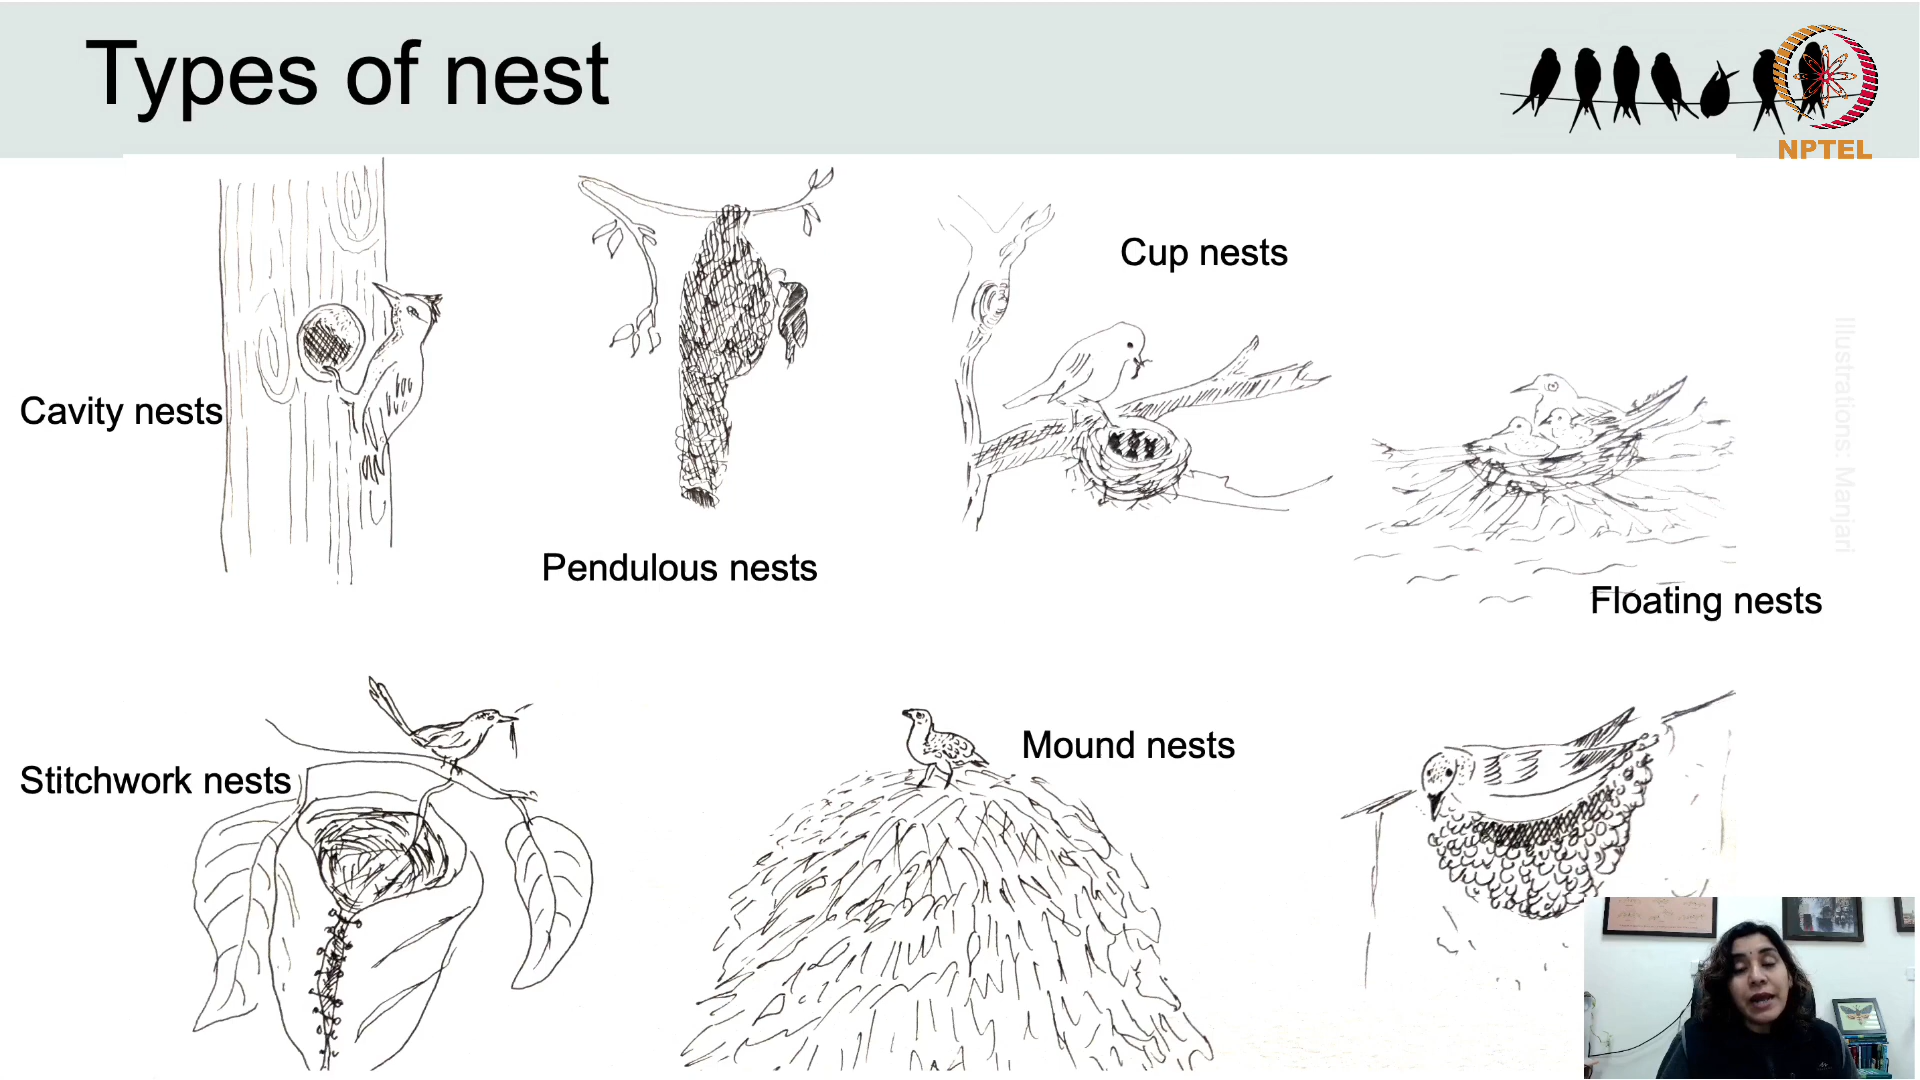 Types of nest
NPTEL
Cup nests
Cavity nests
Pendulous nests
Floating nests
Illustrations: Manjari
Stitchwork nests
Mound nests